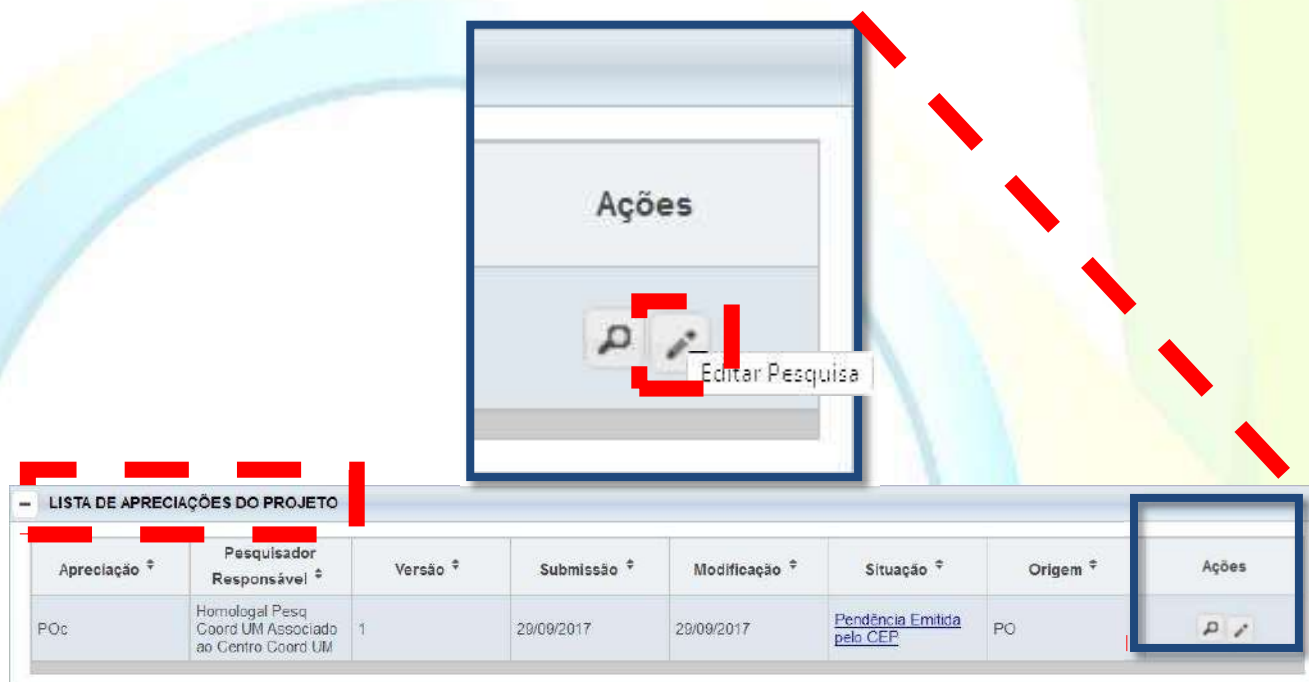 Ações
Editar Pesquisa
LISTA DE APRECIAÇÕES DO PROJETO
Apreciação
Pesquisador
Responsável
Versão
Submissão
Modificação
Situação
Origem
Ações
POc
Homologal Pesq
Coord UM Associado
ao Centro Coord UM
1
29/09/2017
29/09/2017
Pendência Emitida
pelo CEP
PO